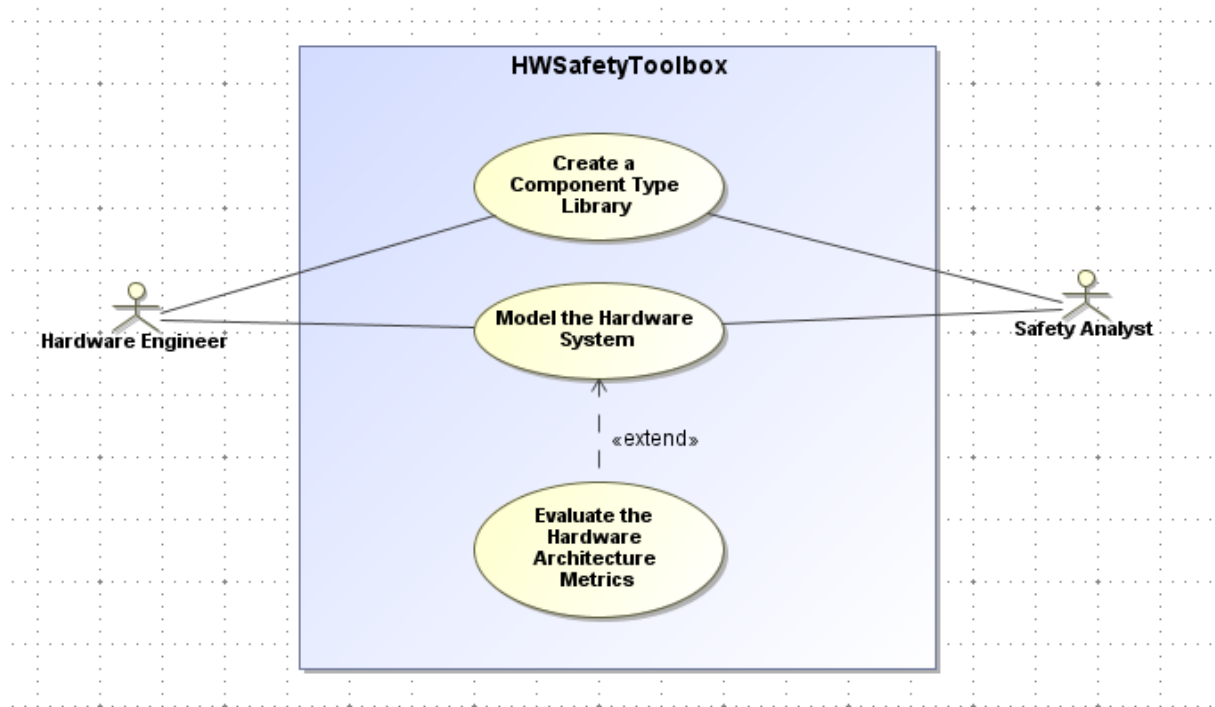 HWSafetyToolbox
Create a
Component Type
Library
Hardware Engineer
Model the Hardware
System
Safety Analyst
«extend»
Evaluate the
Hardware
Architecture
Metrics